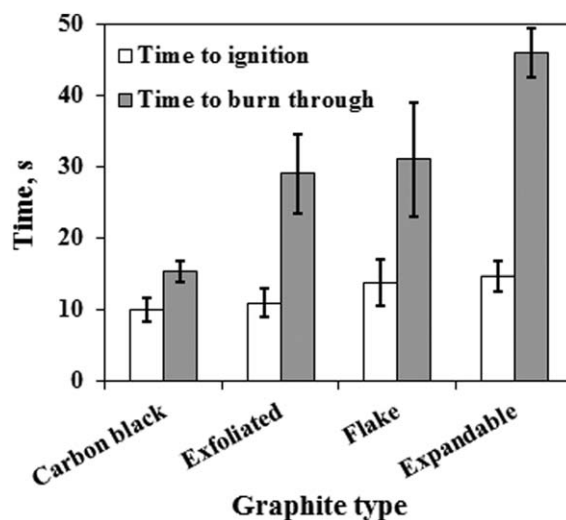 50
40
30
20
10
0
Time, s
Time to ignition
Time to burn through
Carbon black
Exfoliated
Flake
Expandable
Graphite type